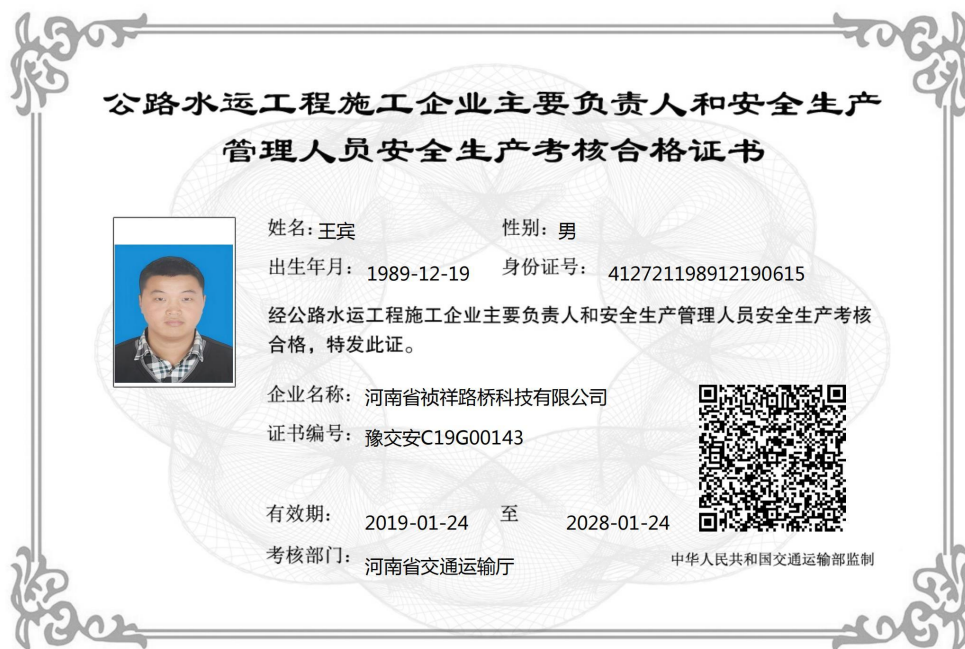 公路水运工程施工企业主要负责人和安全生产
管理人员安全生产考核合格证书
姓名: 王宾 性别: 男
出生年月: 1989-12-19 身份证号: 412721198912190615
经公路水运工程施工企业主要负责人和安全生产管理人员安全生产考核
合格，特发此证。
企业名称: 河南省祯祥路桥科技有限公司
证书编号: 豫交安C19G00143
有效期: 2019-01-24 至 2028-01-24
考核部门: 河南省交通运输厅
中华人民共和国交通运输部监制